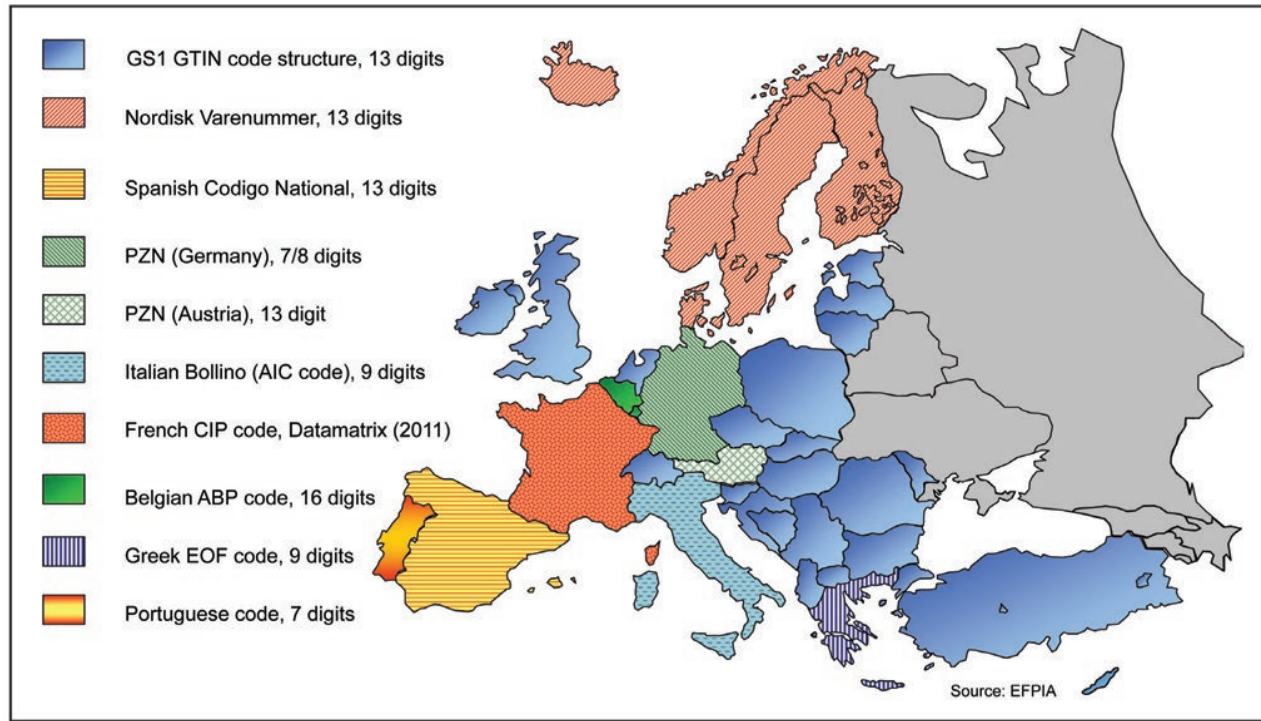 GS1 GTIN code structure, 13 digits
Nordisk Varenummer, 13 digits
Spanish Codigo National, 13 digits
PZN (Germany), 7/8 digits
PZN (Austria), 13 digit
Italian Bollino (AIC code), 9 digits
French CIP code, Datamatrix (2011)
Belgian ABP code, 16 digits
Greek EOF code, 9 digits
Portuguese code, 7 digits
Source: EFPIA